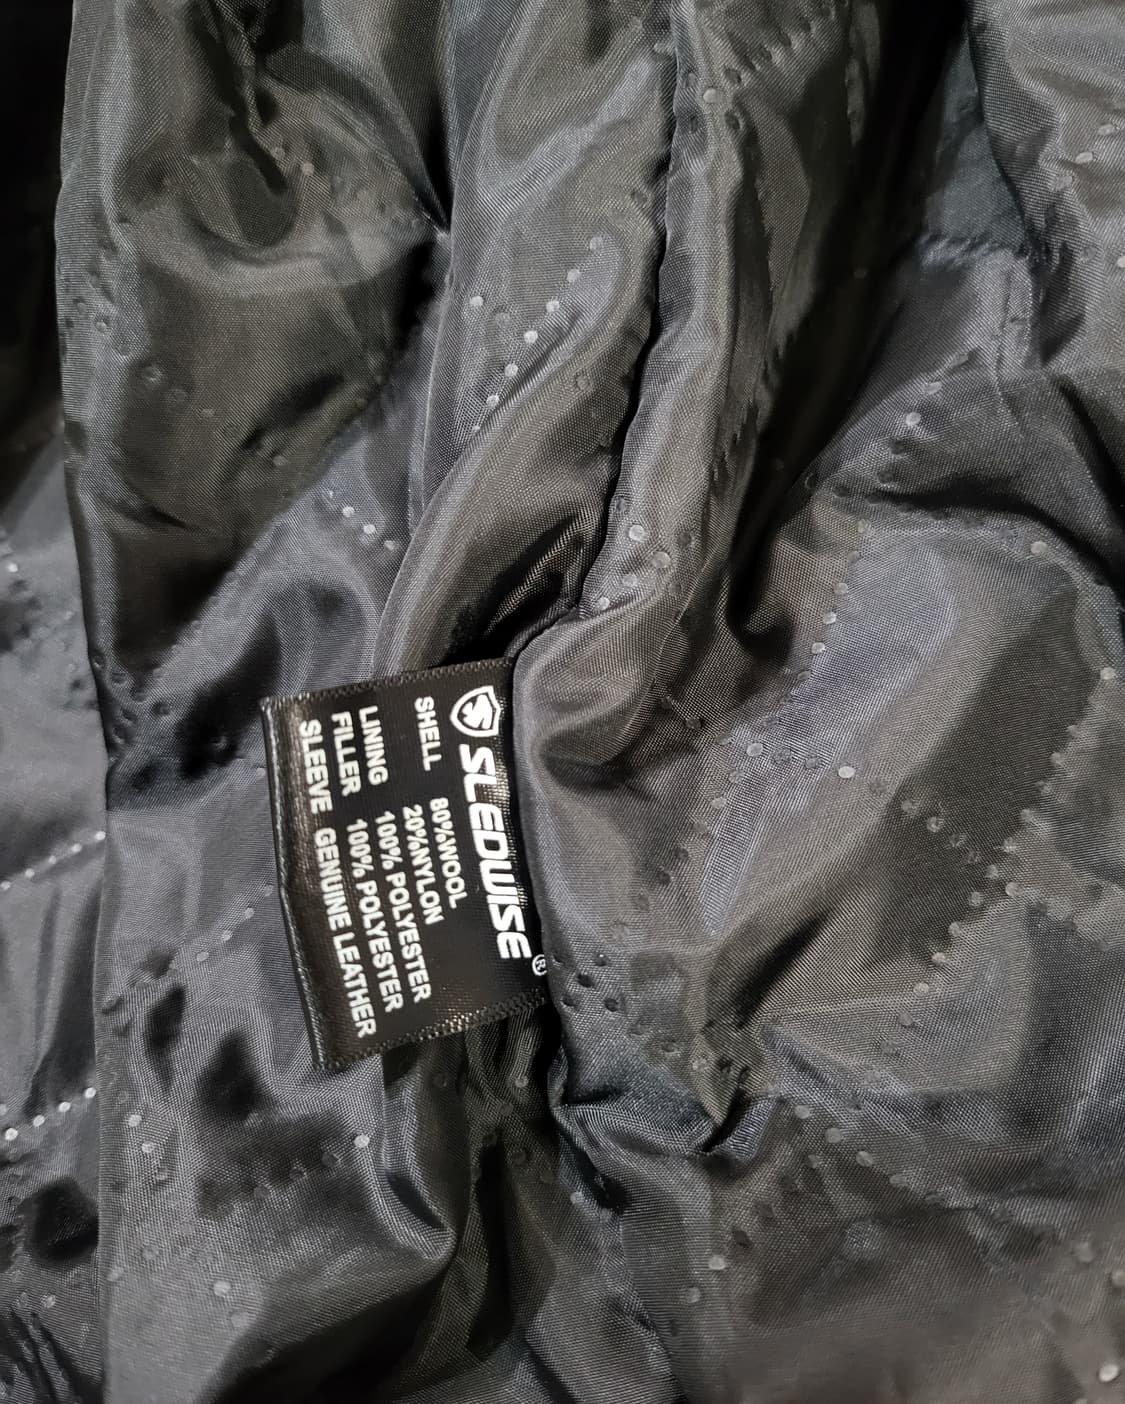 SLEDWISE®
SHELL 80%WOOL
20%NYLON
LINING 100% POLYESTER
FILLER 100% POLYESTER
SLEEVE GENUINE LEATHER